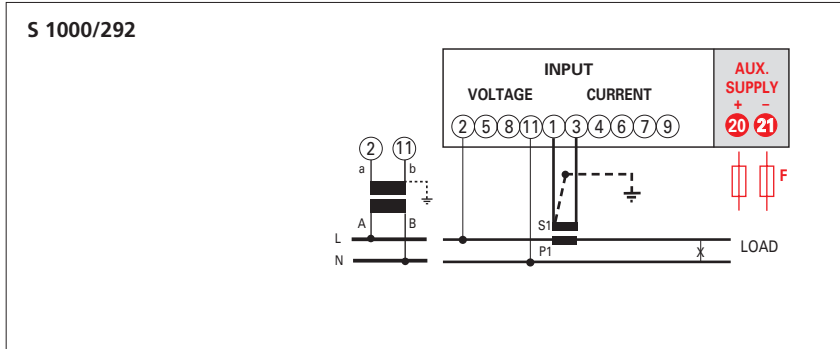 S 1000/292
INPUT
VOLTAGE CURRENT
2 5 8 11 1 3 4 6 7 9
AUX.
SUPPLY
+ –
20 21
F
2 11
a b
A B
L
N
S1
P1
X
LOAD